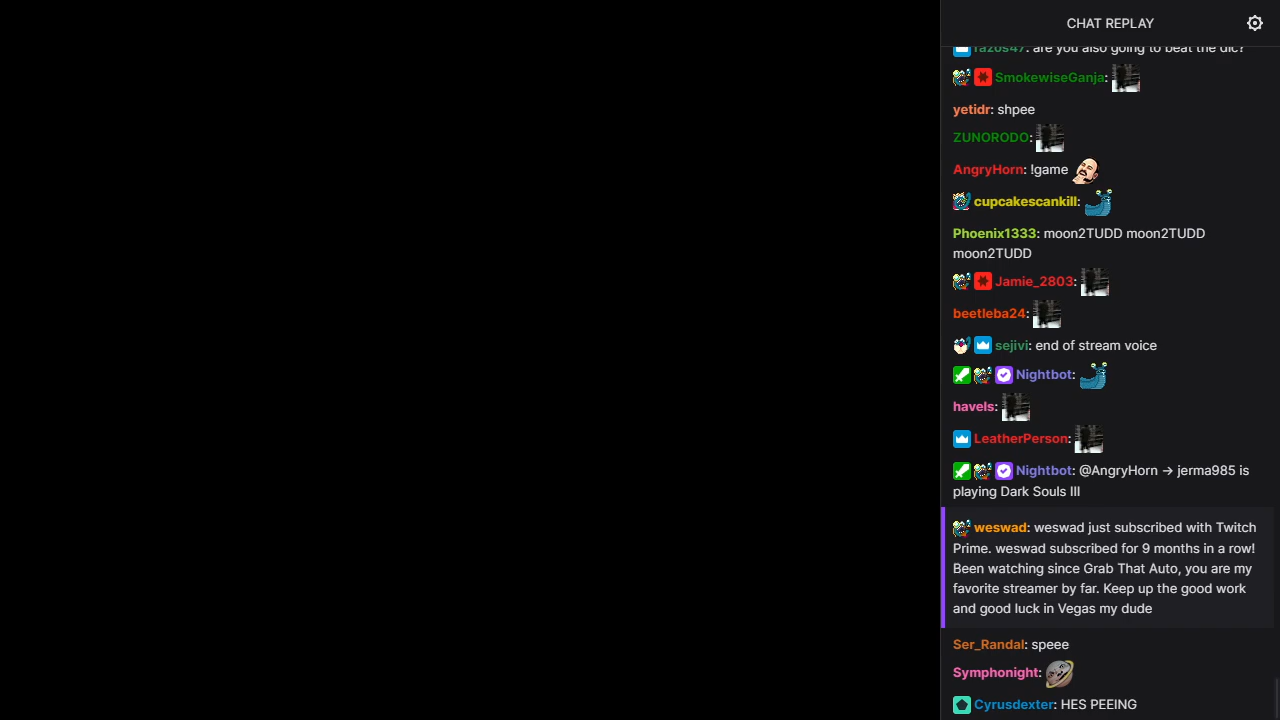 CHAT REPLAY
razos47: are you also going to beat the dlc?
SmokewiseGanja:
yetidr: shpee
ZUNORODO:
AngryHorn: !game
cupcakescankill:
Phoenix1333: moon2TUDD moon2TUDD
moon2TUDD
Jamie_2803:
beetleba24:
sejivi: end of stream voice
Nightbot:
havels:
LeatherPerson:
Nightbot: @AngryHorn → jerma985 is
playing Dark Souls III
weswad: weswad just subscribed with Twitch
Prime. weswad subscribed for 9 months in a row!
Been watching since Grab That Auto, you are my
favorite streamer by far. Keep up the good work
and good luck in Vegas my dude
Ser_Randal: speee
Symphonight:
Cyrusdexter: HES PEEING